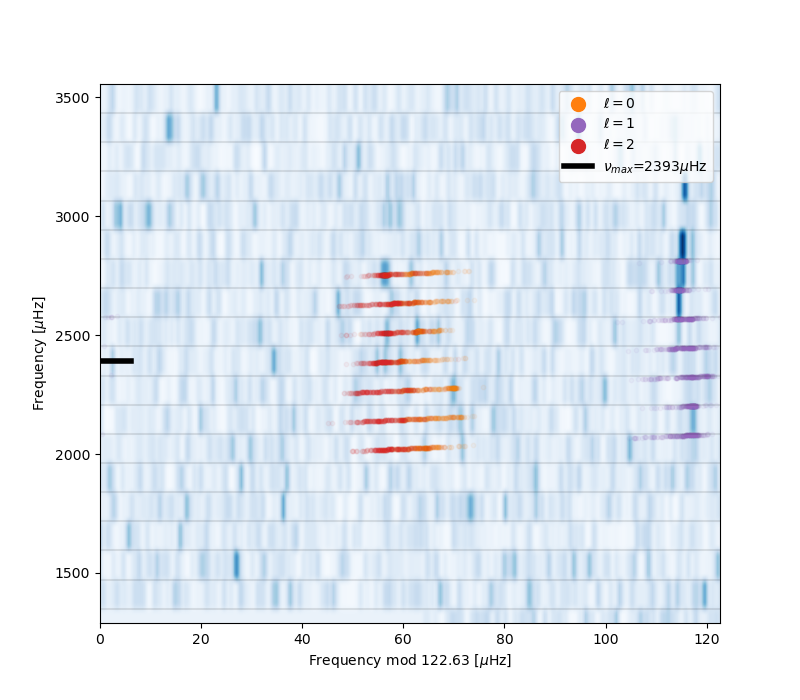 3500
3000
2500
2000
1500
Frequency [μHz]
ℓ = 0
ℓ = 1
ℓ = 2
ν_max=2393μHz
0 20 40 60 80 100 120
Frequency mod 122.63 [μHz]